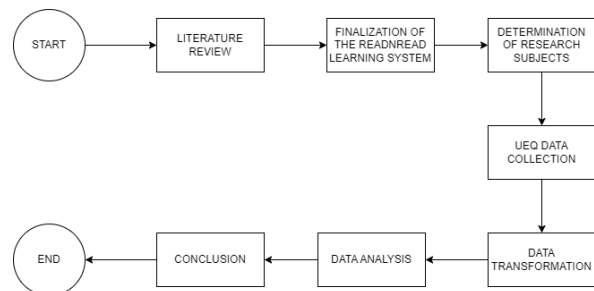 START
LITERATURE
REVIEW
FINALIZATION OF
THE READNREAD
LEARNING SYSTEM
DETERMINATION
OF RESEARCH
SUBJECTS
UEQ DATA
COLLECTION
DATA
TRANSFORMATION
DATA ANALYSIS
CONCLUSION
END